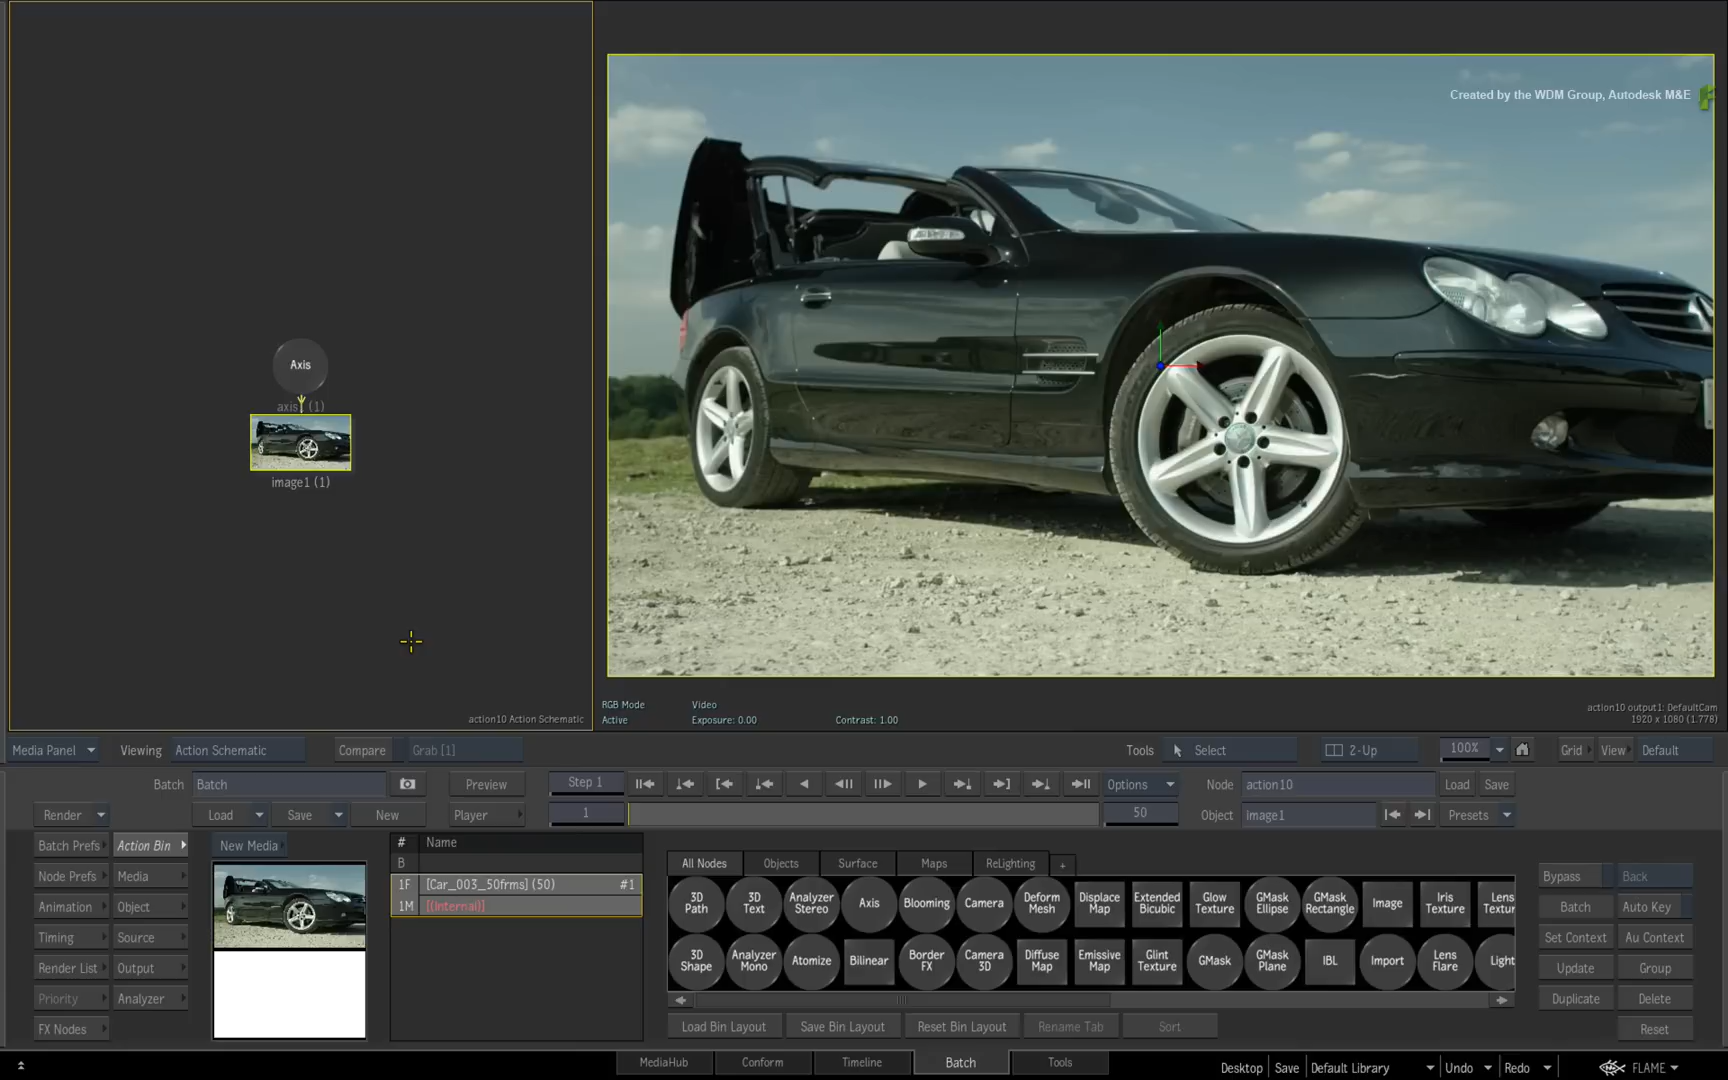 Created by the WDM Group, Autodesk M&E
Axis
axis1 (1)
image1 (1)
action10 Action Schematic
RGB Mode Video
Active Exposure: 0.00 Contrast: 1.00
action10 output1: DefaultCam
1920 x 1080 (1.778)
Media Panel Viewing Action Schematic Compare Grab [1] Tools Select 2-Up 100% Grid View Default
Batch Batch Preview Step 1 Options Node action10 Load Save
Render Load Save New Player 1 50 Object image1 Presets
Batch Prefs Action Bin New Media # Name
B
All Nodes Objects Surface Maps ReLighting +
Node Prefs Media 1F [Car_003_50frms] (50) #1
Animation Object 1M [(Internal)]
Timing Source
Render List Output
Priority Analyzer
FX Nodes
3D Path 3D Text Analyzer Stereo Axis Blooming Camera Deform Mesh Displace Map Extended Bicubic Glow Texture GMask Ellipse GMask Rectangle Image Iris Texture Lens Textur
3D Shape Analyzer Mono Atomize Bilinear Border FX Camera 3D Diffuse Map Emissive Map Glint Texture GMask GMask Plane IBL Import Lens Flare Light
Load Bin Layout Save Bin Layout Reset Bin Layout Rename Tab Sort
Bypass Back
Batch Auto Key
Set Context Au Context
Update Group
Duplicate Delete
Reset
MediaHub Conform Timeline Batch Tools
Desktop Save Default Library Undo Redo FLAME